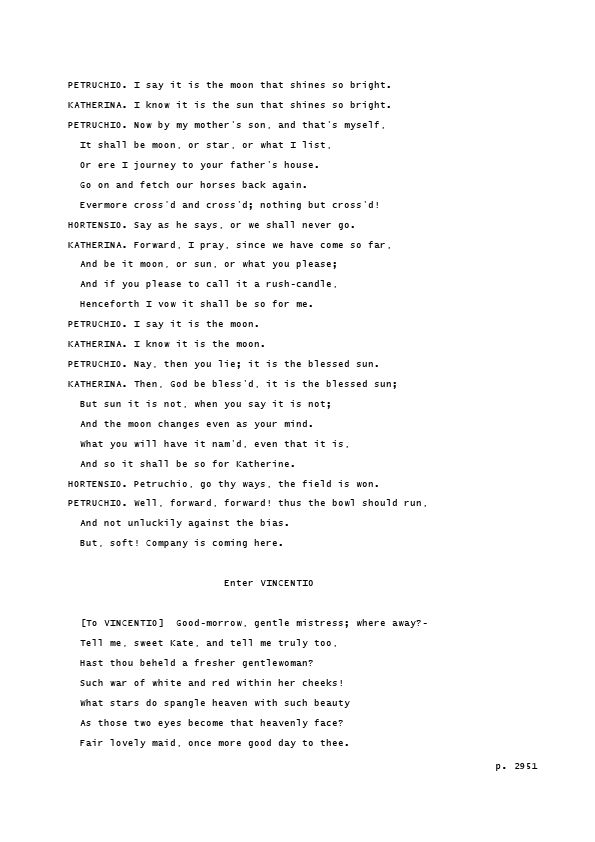 PETRUCHIO. I say it is the moon that shines so bright.
KATHERINA. I know it is the sun that shines so bright.
PETRUCHIO. Now by my mother's son, and that's myself,
It shall be moon, or star, or what I list,
Or ere I journey to your father's house.
Go on and fetch our horses back again.
Evermore cross'd and cross'd; nothing but cross'd!
HORTENSIO. Say as he says, or we shall never go.
KATHERINA. Forward, I pray, since we have come so far,
And be it moon, or sun, or what you please;
And if you please to call it a rush-candle,
Henceforth I vow it shall be so for me.
PETRUCHIO. I say it is the moon.
KATHERINA. I know it is the moon.
PETRUCHIO. Nay, then you lie; it is the blessed sun.
KATHERINA. Then, God be bless'd, it is the blessed sun;
But sun it is not, when you say it is not;
And the moon changes even as your mind.
What you will have it nam'd, even that it is,
And so it shall be so for Katherine.
HORTENSIO. Petruchio, go thy ways, the field is won.
PETRUCHIO. Well, forward, forward! thus the bowl should run,
And not unluckily against the bias.
But, soft! Company is coming here.
Enter VINCENTIO
[To VINCENTIO]  Good-morrow, gentle mistress; where away?-
Tell me, sweet Kate, and tell me truly too,
Hast thou beheld a fresher gentlewoman?
Such war of white and red within her cheeks!
What stars do spangle heaven with such beauty
As those two eyes become that heavenly face?
Fair lovely maid, once more good day to thee.
p. 2951